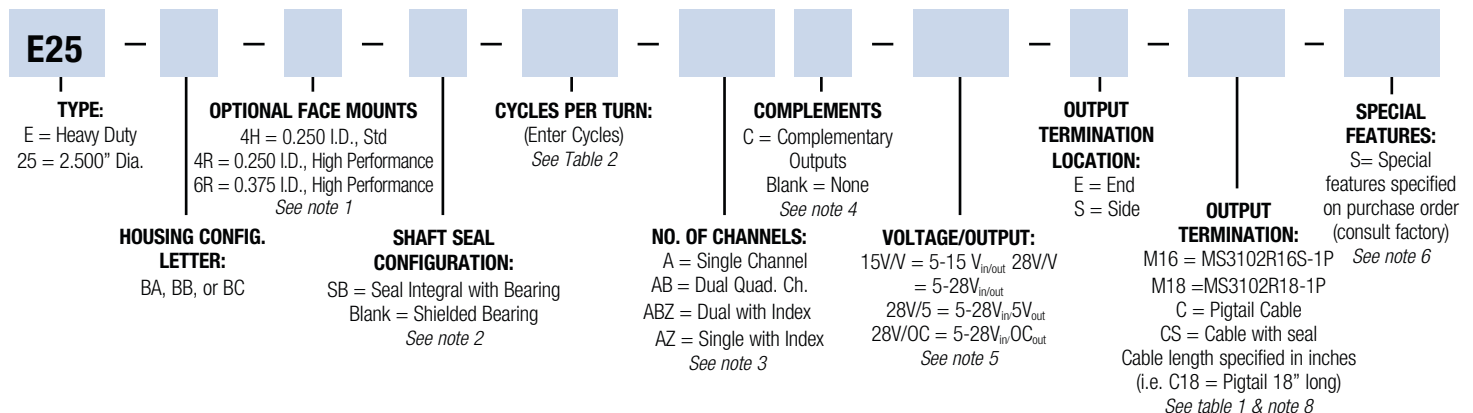 E25 – – – – – – – – –
TYPE:
E = Heavy Duty
25 = 2.500” Dia.
HOUSING CONFIG.
LETTER:
BA, BB, or BC
OPTIONAL FACE MOUNTS
4H = 0.250 I.D., Std
4R = 0.250 I.D., High Performance
6R = 0.375 I.D., High Performance
See note 1
SHAFT SEAL
CONFIGURATION:
SB = Seal Integral with Bearing
Blank = Shielded Bearing
See note 2
CYCLES PER TURN:
(Enter Cycles)
See Table 2
NO. OF CHANNELS:
A = Single Channel
AB = Dual Quad. Ch.
ABZ = Dual with Index
AZ = Single with Index
See note 3
COMPLEMENTS
C = Complementary
Outputs
Blank = None
See note 4
VOLTAGE/OUTPUT:
15V/V = 5-15 Vin/out 28V/V
= 5-28Vin/out
28V/5 = 5-28Vin/5Vout
28V/OC = 5-28Vin/OCout
See note 5
OUTPUT
TERMINATION
LOCATION:
E = End
S = Side
OUTPUT
TERMINATION:
M16 = MS3102R16S-1P
M18 =MS3102R18-1P
C = Pigtail Cable
CS = Cable with seal
Cable length specified in inches
(i.e. C18 = Pigtail 18” long)
See table 1 & note 8
SPECIAL
FEATURES:
S= Special
features specified
on purchase order
(consult factory)
See note 6